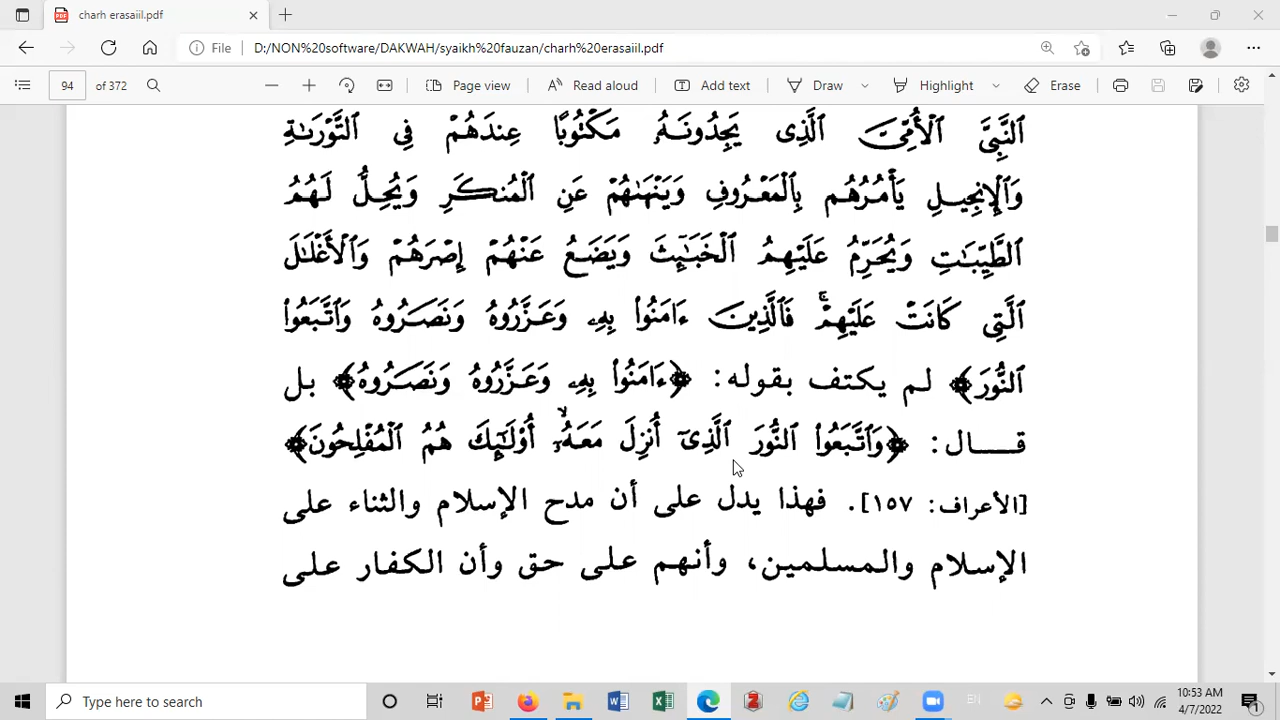 charh erasaiil.pdf
File D:/NON%20software/DAKWAH/syaikh%20fauzan/charh%20erasaiil.pdf
94 of 372 Page view Read aloud Add text Draw Highlight Erase
ٱلنَّبِىَّ ٱلْأُمِّىَّ ٱلَّذِى يَجِدُونَهُۥ مَكْتُوبًا عِندَهُمْ فِى ٱلتَّوْرَىٰةِ
وَٱلْإِنجِيلِ يَأْمُرُهُم بِٱلْمَعْرُوفِ وَيَنْهَىٰهُمْ عَنِ ٱلْمُنكَرِ وَيُحِلُّ لَهُمُ
ٱلطَّيِّبَـٰتِ وَيُحَرِّمُ عَلَيْهِمُ ٱلْخَبَـٰٓئِثَ وَيَضَعُ عَنْهُمْ إِصْرَهُمْ وَٱلْأَغْلَـٰلَ
ٱلَّتِى كَانَتْ عَلَيْهِمْ ۚ فَٱلَّذِينَ ءَامَنُوا۟ بِهِۦ وَعَزَّرُوهُ وَنَصَرُوهُ وَٱتَّبَعُوا۟
ٱلنُّورَ﴾ لم يكتف بقوله: ﴿ءَامَنُوا۟ بِهِۦ وَعَزَّرُوهُ وَنَصَرُوهُ﴾ بل
قـــال: ﴿وَٱتَّبَعُوا۟ ٱلنُّورَ ٱلَّذِىٓ أُنزِلَ مَعَهُۥٓ ۙ أُو۟لَـٰٓئِكَ هُمُ ٱلْمُفْلِحُونَ﴾
[الأعراف: ١٥٧]. فهذا يدل على أن مدح الإسلام والثناء على
الإسلام والمسلمين، وأنهم على حق وأن الكفار على
Type here to search EN 10:53 AM
4/7/2022